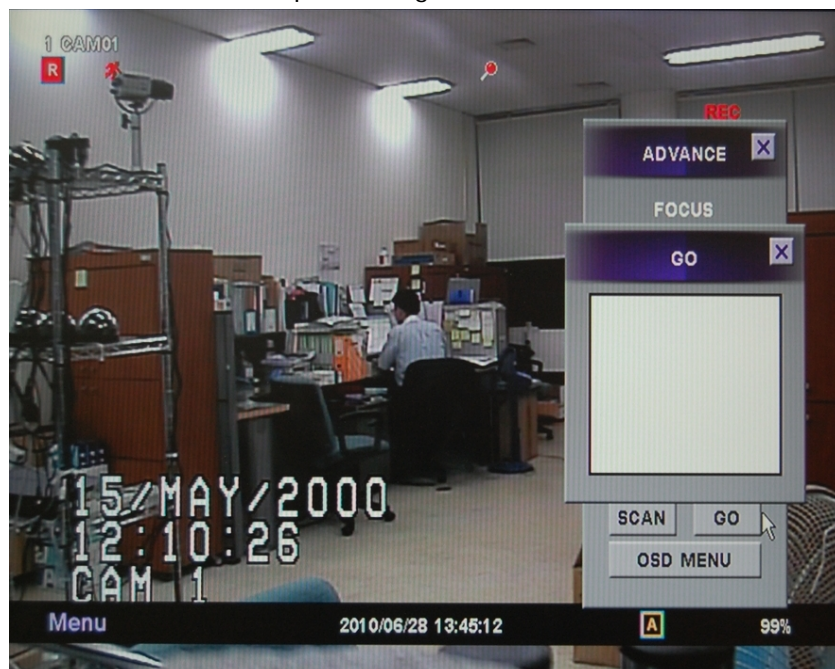 1 CAM01
R
REC
ADVANCE X
FOCUS
GO X
15/MAY/2000
12:10:26
CAM 1
SCAN GO
OSD MENU
Menu 2010/06/28 13:45:12 A 99%